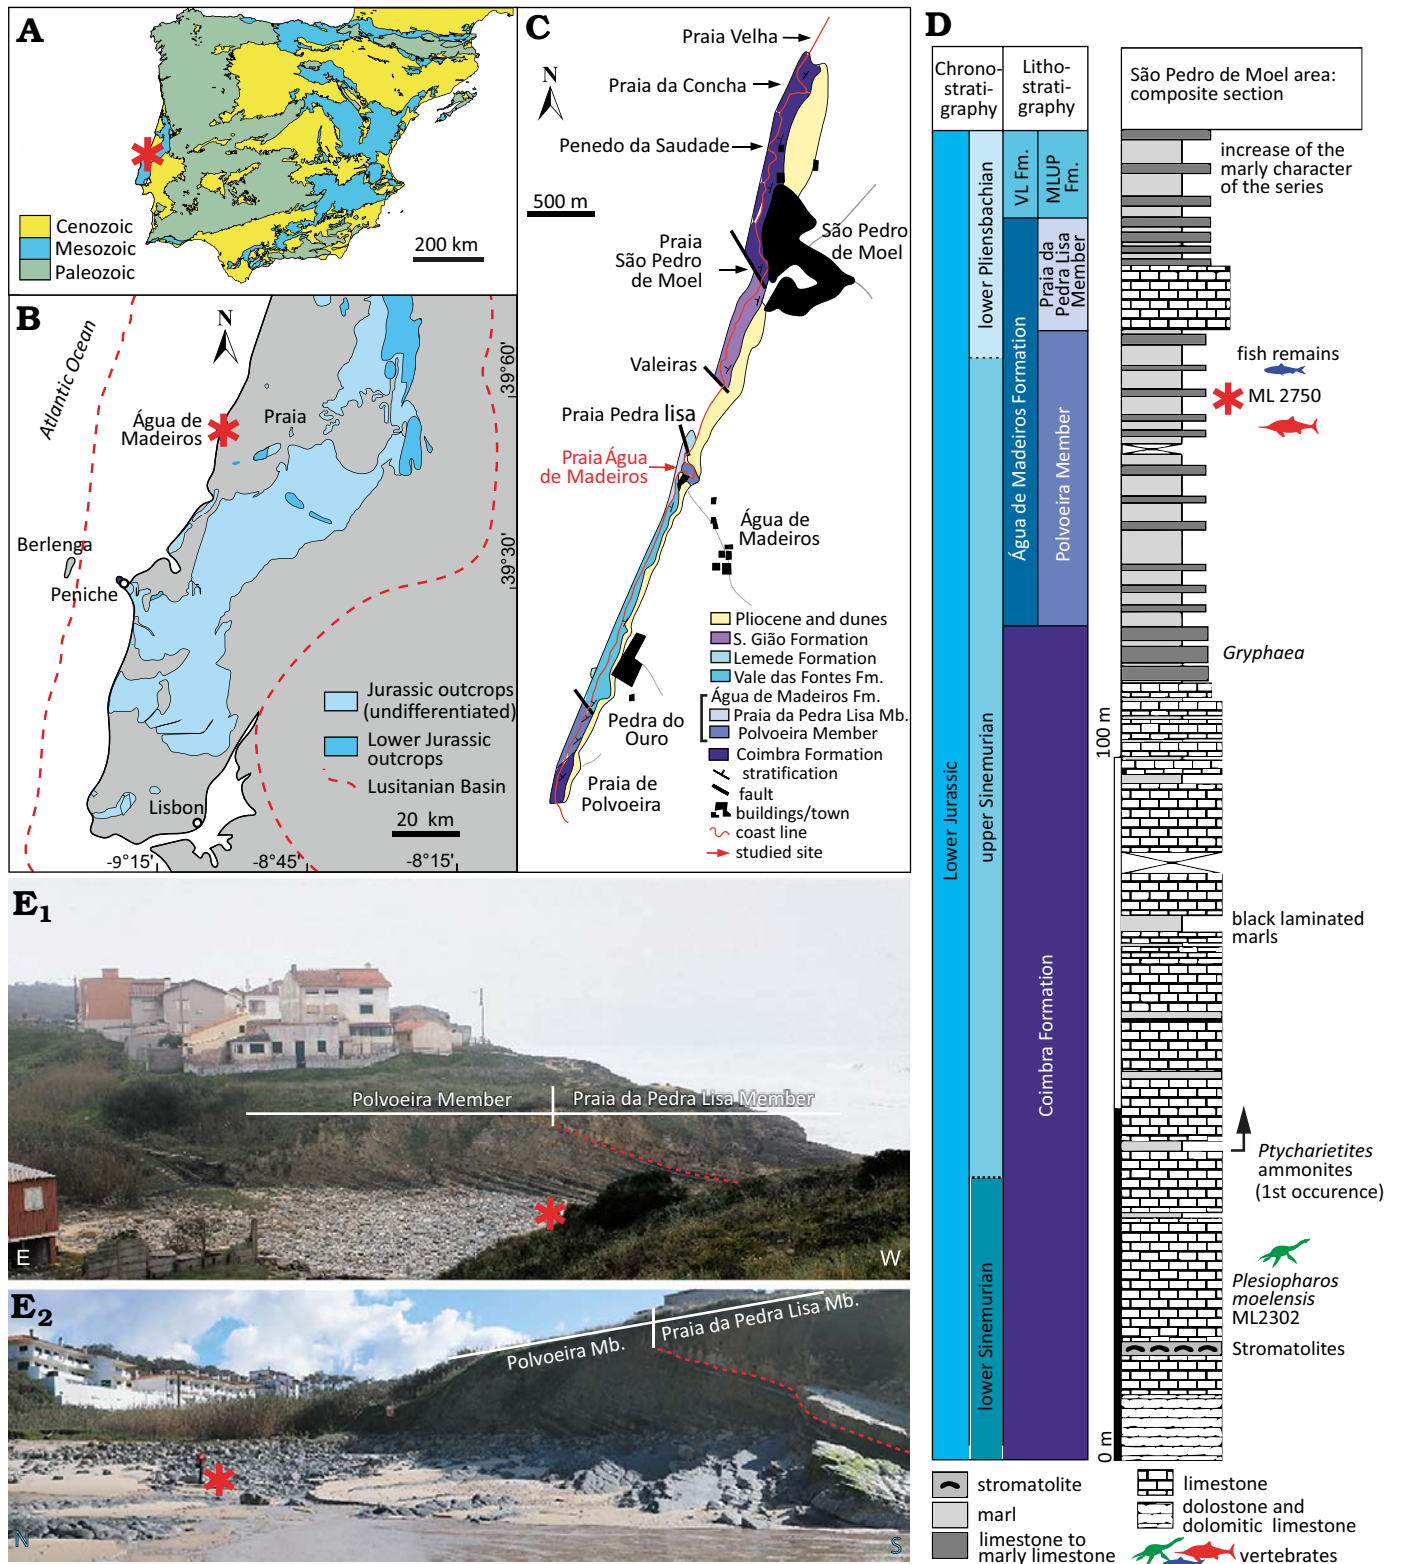 A
Cenozoic
Mesozoic
Paleozoic
200 km
B
N
Atlantic Ocean
Água de
Madeiros
Praia
Berlenga
Peniche
Lisbon
39°60'
39°30'
Jurassic outcrops
(undifferentiated)
Lower Jurassic
outcrops
Lusitanian Basin
20 km
-9°15'
-8°45'
-8°15'
C
N
500 m
Praia Velha
Praia da Concha
Penedo da Saudade
São Pedro
de Moel
Praia
São Pedro
de Moel
Valeiras
Praia Pedra lisa
Praia Água
de Madeiros
Água de
Madeiros
Pedra do
Ouro
Praia de
Polvoeira
Pliocene and dunes
S. Gião Formation
Lemede Formation
Vale das Fontes Fm.
Água de Madeiros Fm.
Praia da Pedra Lisa Mb.
Polvoeira Member
Coimbra Formation
stratification
fault
buildings/town
coast line
studied site
D
Chrono-
strati-
graphy
Litho-
strati-
graphy
São Pedro de Moel area:
composite section
Lower Jurassic
lower Pliensbachian
upper Sinemurian
lower Sinemurian
VL Fm.
MLUP
Fm.
Água de Madeiros Formation
Praia da
Pedra Lisa
Member
Polvoeira Member
Coimbra Formation
100 m
0 m
increase of the
marly character
of the series
fish remains
ML 2750
Gryphaea
black laminated
marls
Ptycharietites
ammonites
(1st occurence)
Plesiopharos
moelensis
ML2302
Stromatolites
stromatolite
marl
limestone to
marly limestone
limestone
dolostone and
dolomitic limestone
vertebrates
E1
Polvoeira Member
Praia da Pedra Lisa Member
E
W
E2
Polvoeira Mb.
Praia da Pedra Lisa Mb.
N
S